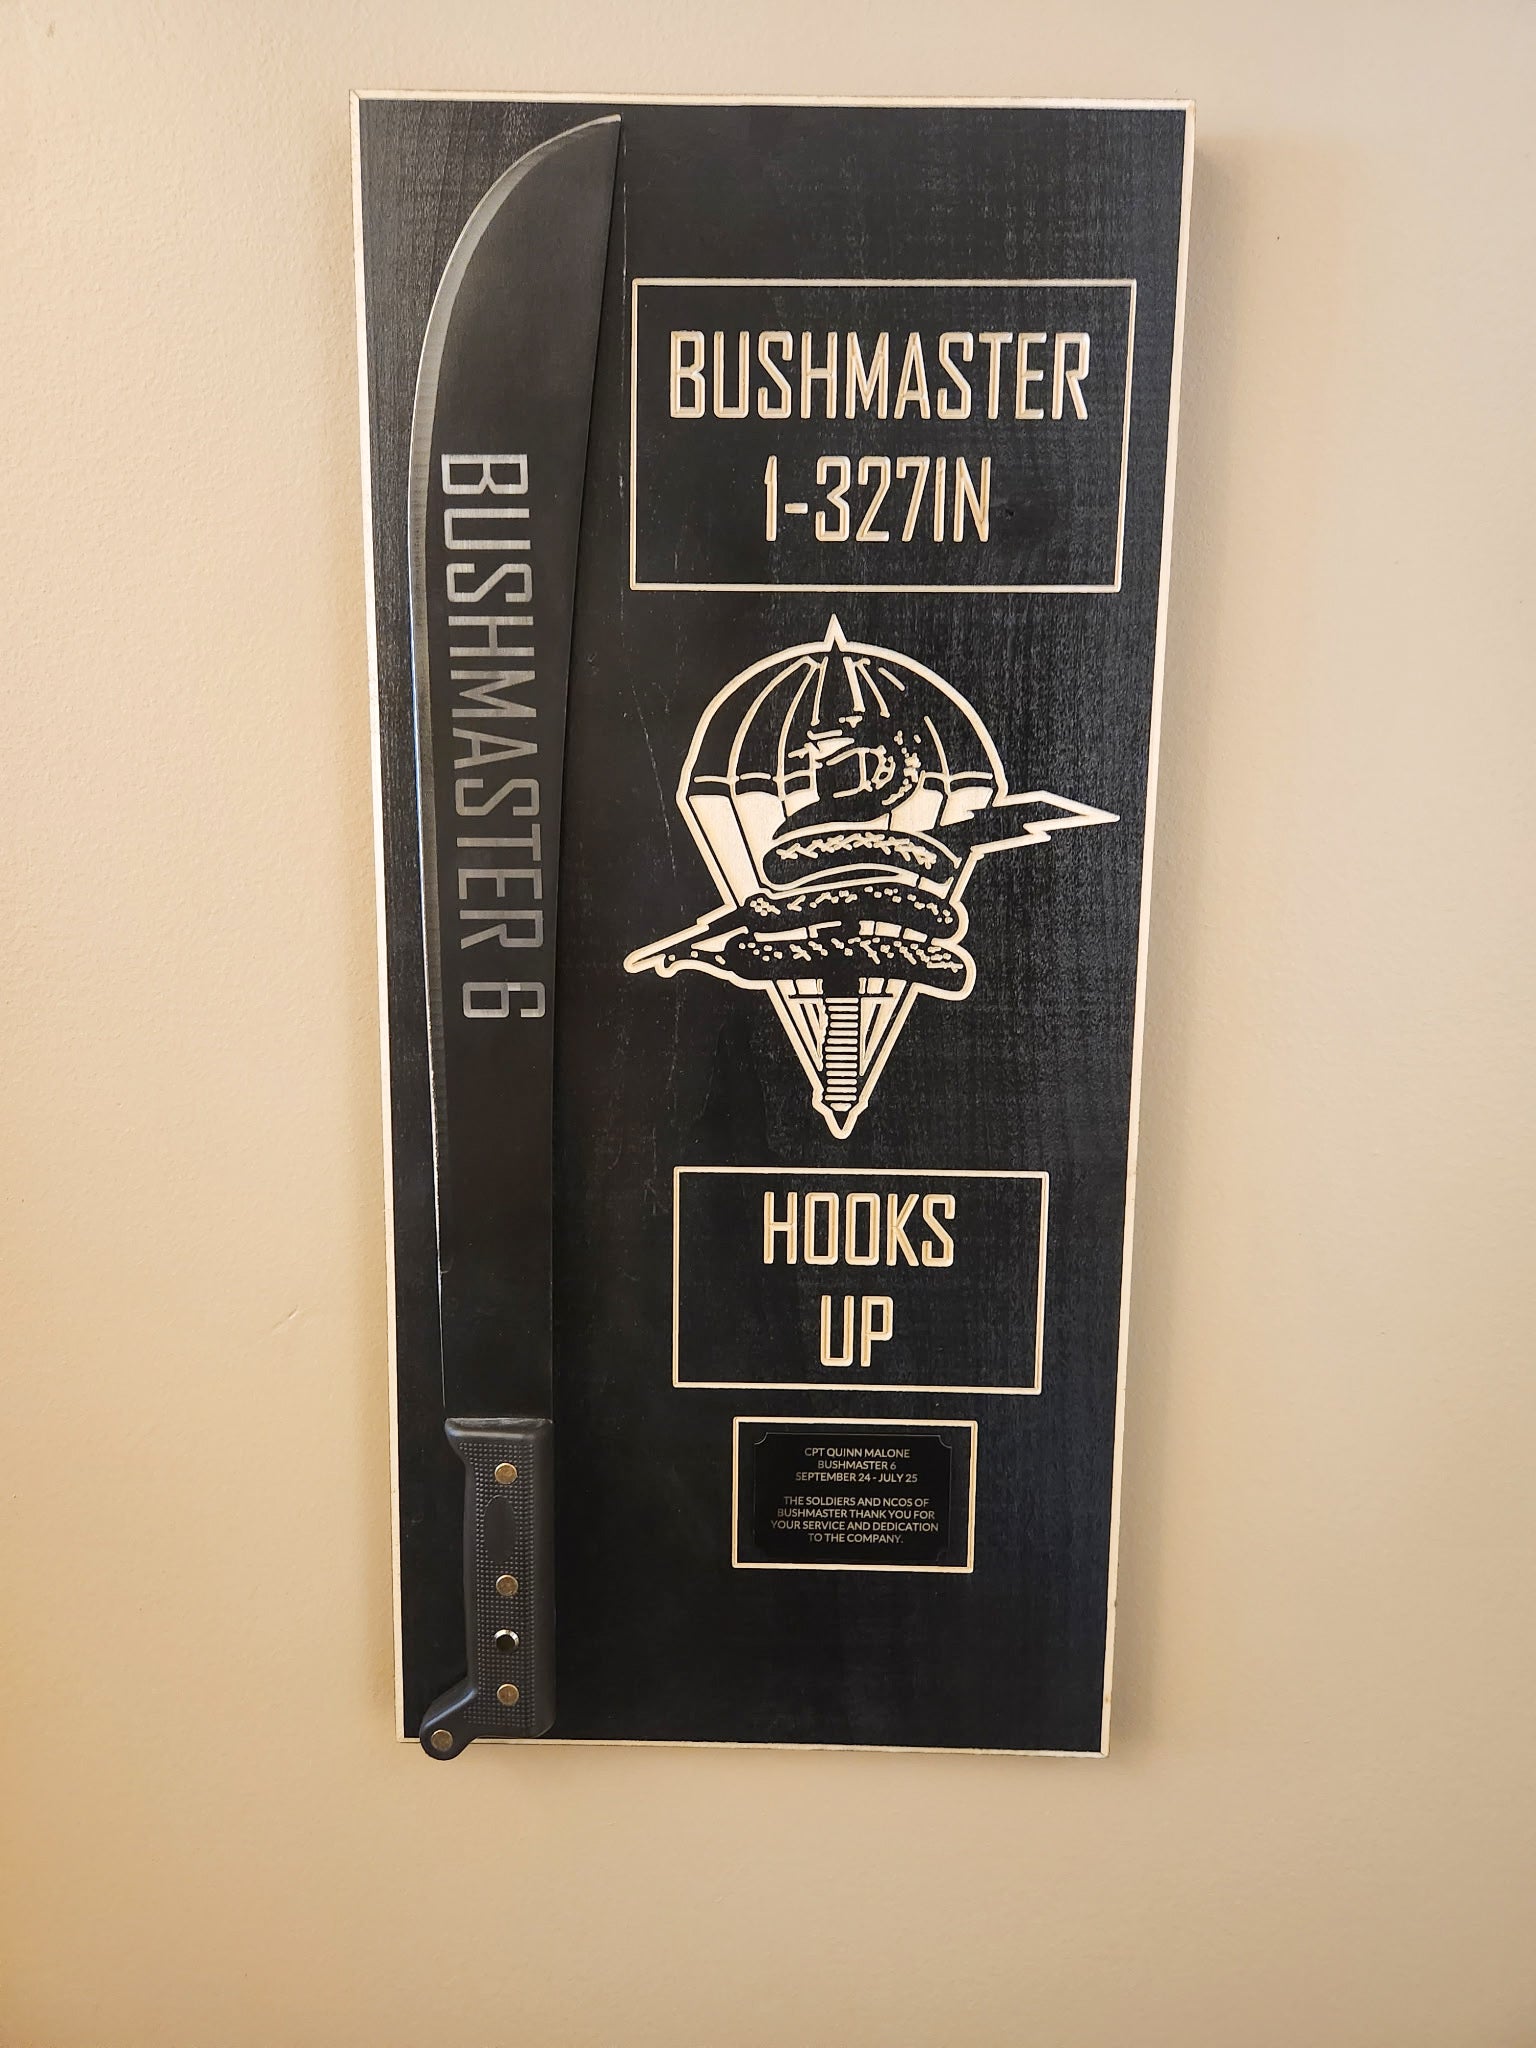 BUSHMASTER 6
BUSHMASTER
1-327IN
HOOKS
UP
CPT QUINN MALONE
BUSHMASTER 6
SEPTEMBER 24 - JULY 25
THE SOLDIERS AND NCOS OF
BUSHMASTER THANK YOU FOR
YOUR SERVICE AND DEDICATION
TO THE COMPANY.